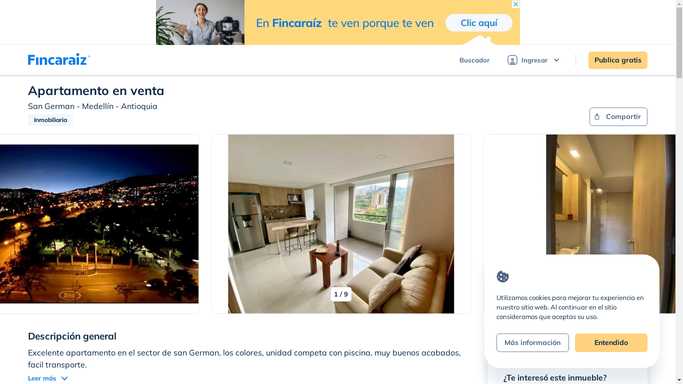 En Fincaraíz te ven porque te ven
Clic aquí
Fincaraíz
Buscador
Ingresar
Publica gratis
Apartamento en venta
San German - Medellín - Antioquia
Inmobiliaria
Compartir
1 / 9
Utilizamos cookies para mejorar tu experiencia en
nuestro sitio web. Al continuar en el sitio
consideramos que aceptas su uso.
Más información
Entendido
Descripción general
Excelente apartamento en el sector de san German, los colores, unidad competa con piscina, muy buenos acabados,
facil transporte.
Leer más
¿Te interesó este inmueble?